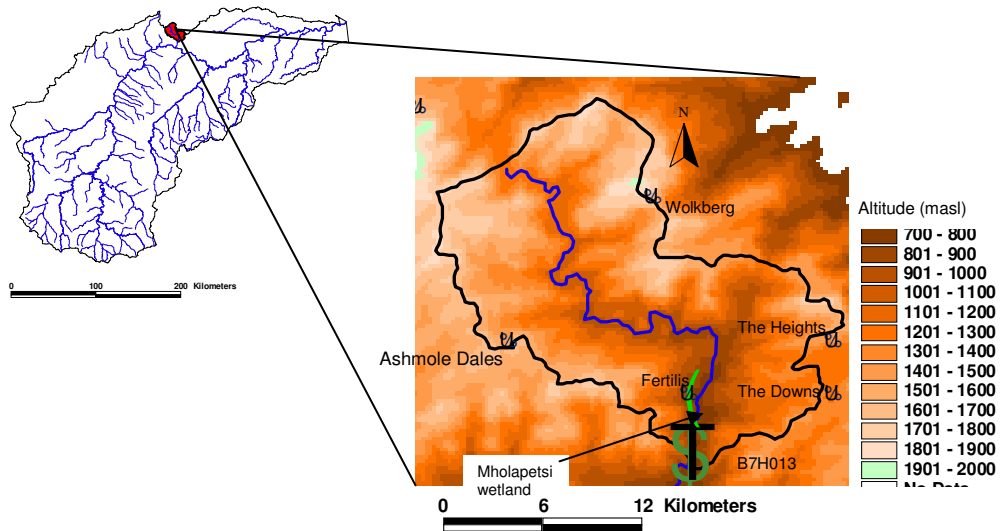 0 100 200 Kilometers
N
Wolkberg
The Heights
Ashmole Dales
Fertilis
The Downs
B7H013
Mholapetsi
wetland
0 6 12 Kilometers
Altitude (masl)
700 - 800
801 - 900
901 - 1000
1001 - 1100
1101 - 1200
1201 - 1300
1301 - 1400
1401 - 1500
1501 - 1600
1601 - 1700
1701 - 1800
1801 - 1900
1901 - 2000
No Data